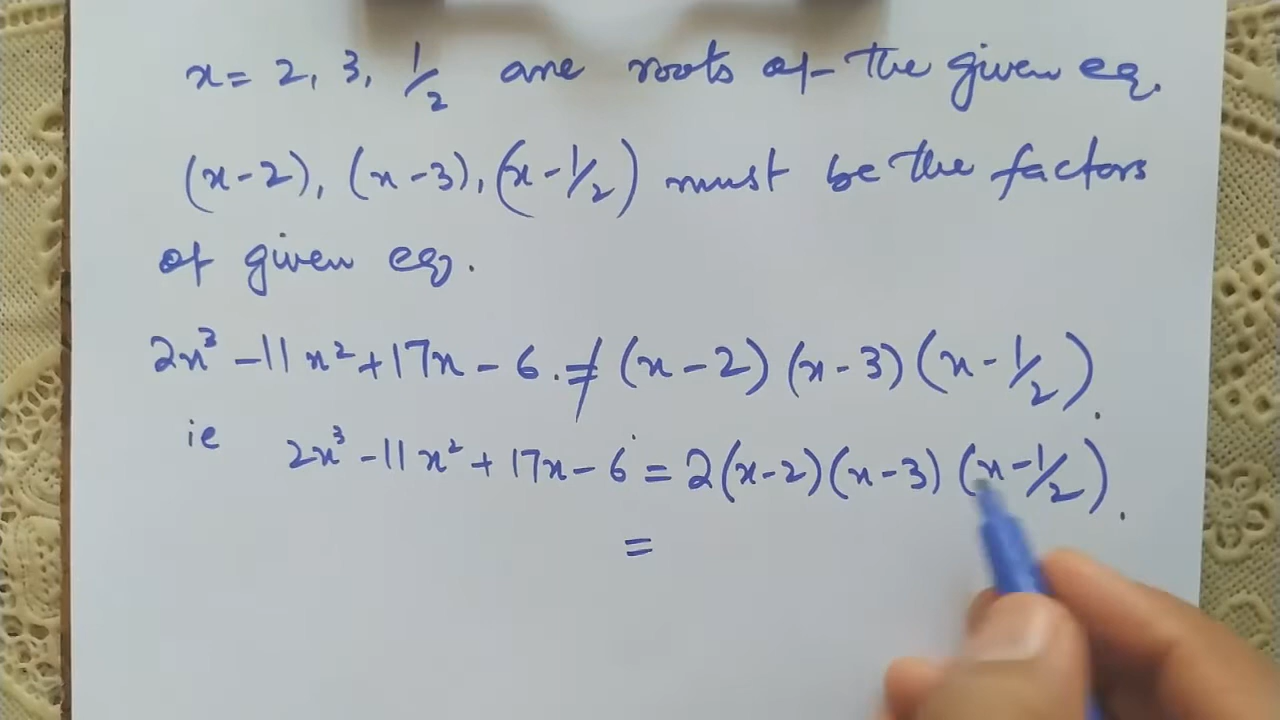 x = 2, 3, 1/2 are roots of the given eq.
(x-2), (x-3), (x-1/2) must be the factors
of given eq.
2x³ -11x² + 17x - 6 . ≠ (x-2) (x-3) (x-1/2).
ie 2x³ -11x² + 17x - 6 = 2(x-2)(x-3)(x-1/2).
=